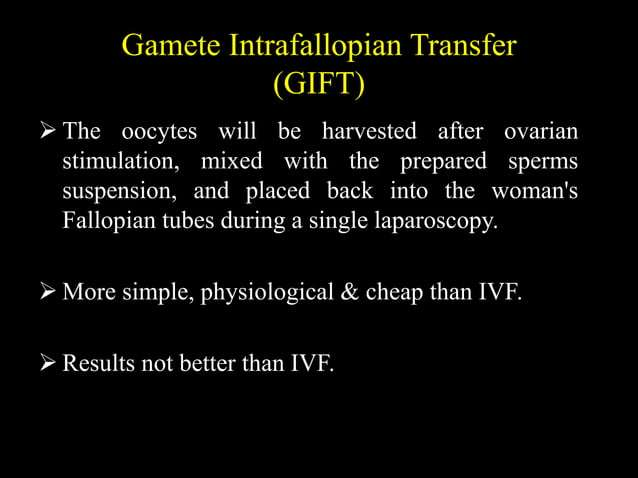 Gamete Intrafallopian Transfer
(GIFT)
➢ The oocytes will be harvested after ovarian
stimulation, mixed with the prepared sperms
suspension, and placed back into the woman's
Fallopian tubes during a single laparoscopy.
➢ More simple, physiological & cheap than IVF.
➢ Results not better than IVF.